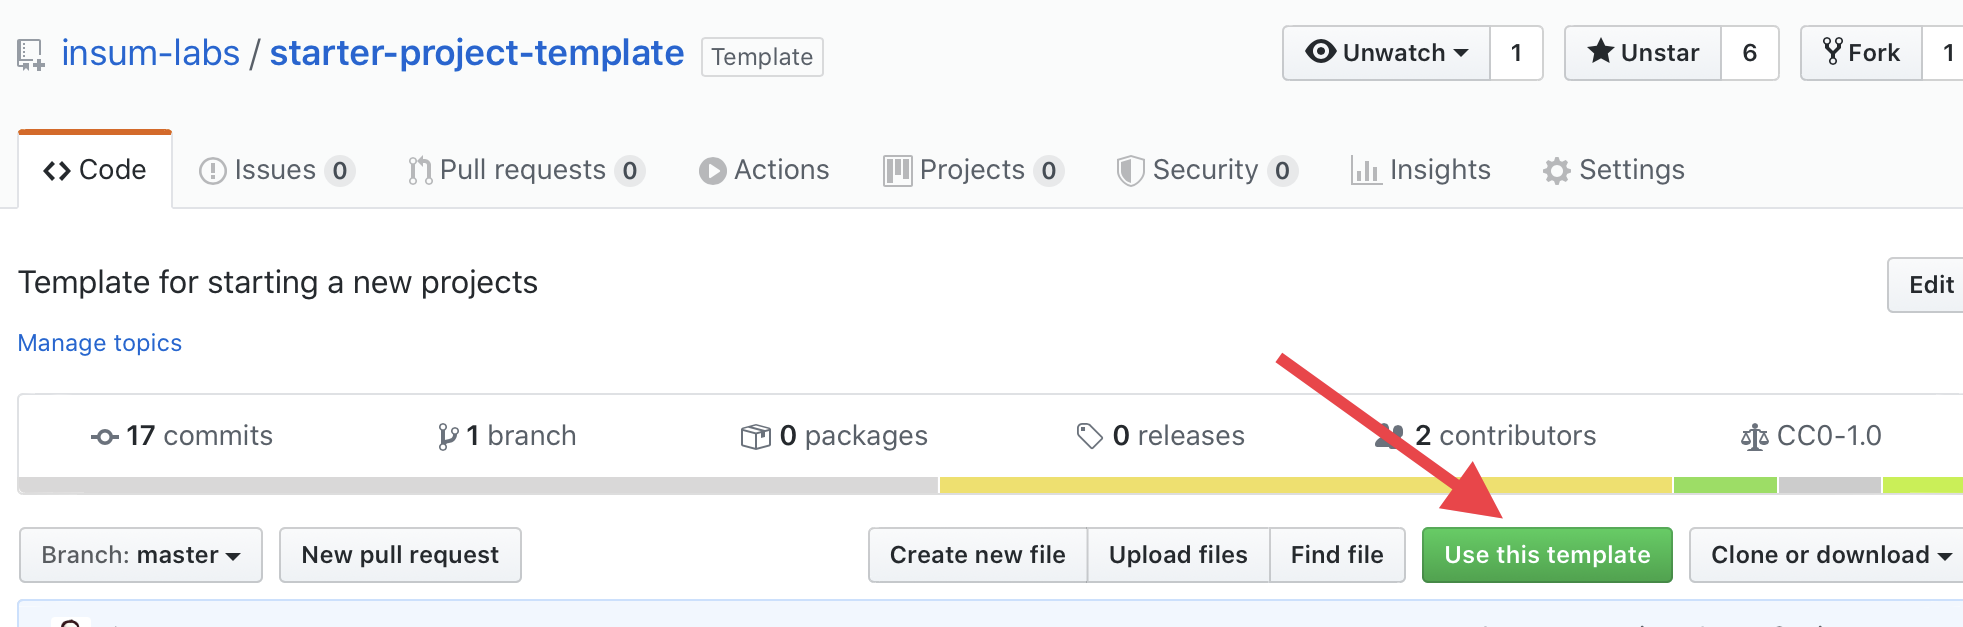 insum-labs / starter-project-template Template Unwatch 1 Unstar 6 Fork 1
Code Issues 0 Pull requests 0 Actions Projects 0 Security 0 Insights Settings
Template for starting a new projects Edit
Manage topics
17 commits 1 branch 0 packages 0 releases 2 contributors CC0-1.0
Branch: master New pull request Create new file Upload files Find file Use this template Clone or download